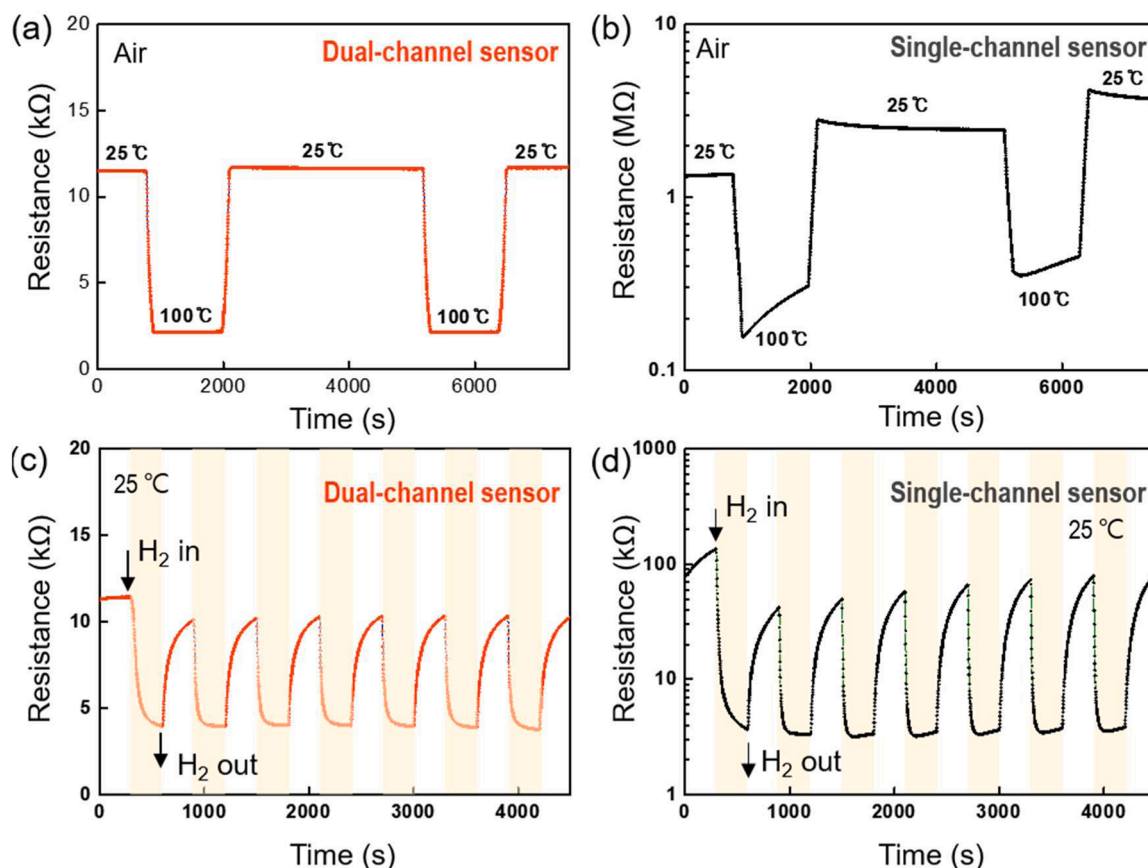 (a)
Air
Dual-channel sensor
25℃
25℃
25℃
100℃
100℃
Resistance (kΩ)
20
15
10
5
0
0
2000
4000
6000
Time (s)
(b)
Air
Single-channel sensor
25℃
25℃
25℃
100℃
100℃
Resistance (MΩ)
10
1
0.1
0
2000
4000
6000
Time (s)
(c)
25 ℃
Dual-channel sensor
H₂ in
H₂ out
Resistance (kΩ)
20
15
10
5
0
0
1000
2000
3000
4000
Time (s)
(d)
Single-channel sensor
H₂ in
25 ℃
H₂ out
Resistance (kΩ)
1000
100
10
1
0
1000
2000
3000
4000
Time (s)